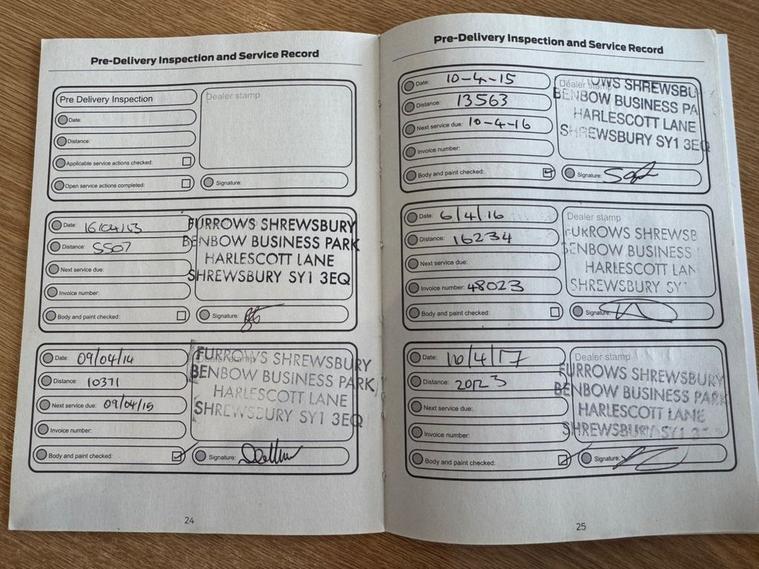 Pre-Delivery Inspection and Service Record
Pre Delivery Inspection
Dealer stamp
Date:
Distance:
Applicable service actions checked:
Open service actions completed:
Signature:
Date: 16/04/13
Distance: 5507
Next service due:
Invoice number:
Body and paint checked:
FURROWS SHREWSBURY
BENBOW BUSINESS PARK
HARLESCOTT LANE
SHREWSBURY SY1 3EQ
Signature:
Date: 09/04/14
Distance: 10371
Next service due: 09/04/15
Invoice number:
Body and paint checked:
FURROWS SHREWSBURY
BENBOW BUSINESS PARK
HARLESCOTT LANE
SHREWSBURY SY1 3EQ
Signature:
24
Pre-Delivery Inspection and Service Record
Date: 10-4-15
Distance: 13563
Next service due: 10-4-16
Invoice number:
Body and paint checked:
Dealer
OWS SHREWSBU
BENBOW BUSINESS PA
HARLESCOTT LANE
SHREWSBURY SY1 3EQ
Signature:
Date: 6/4/16
Distance: 16234
Next service due:
Invoice number: 48023
Body and paint checked:
Dealer stamp
FURROWS SHREWSB
BENBOW BUSINESS
HARLESCOTT LAN
SHREWSBURY SY
Signature:
Date: 10/4/17
Distance: 20123
Next service due:
Invoice number:
Body and paint checked:
Dealer stamp
FURROWS SHREWSBURY
BENBOW BUSINESS PARK
HARLESCOTT LANE
SHREWSBURY SY1 3
Signature:
25